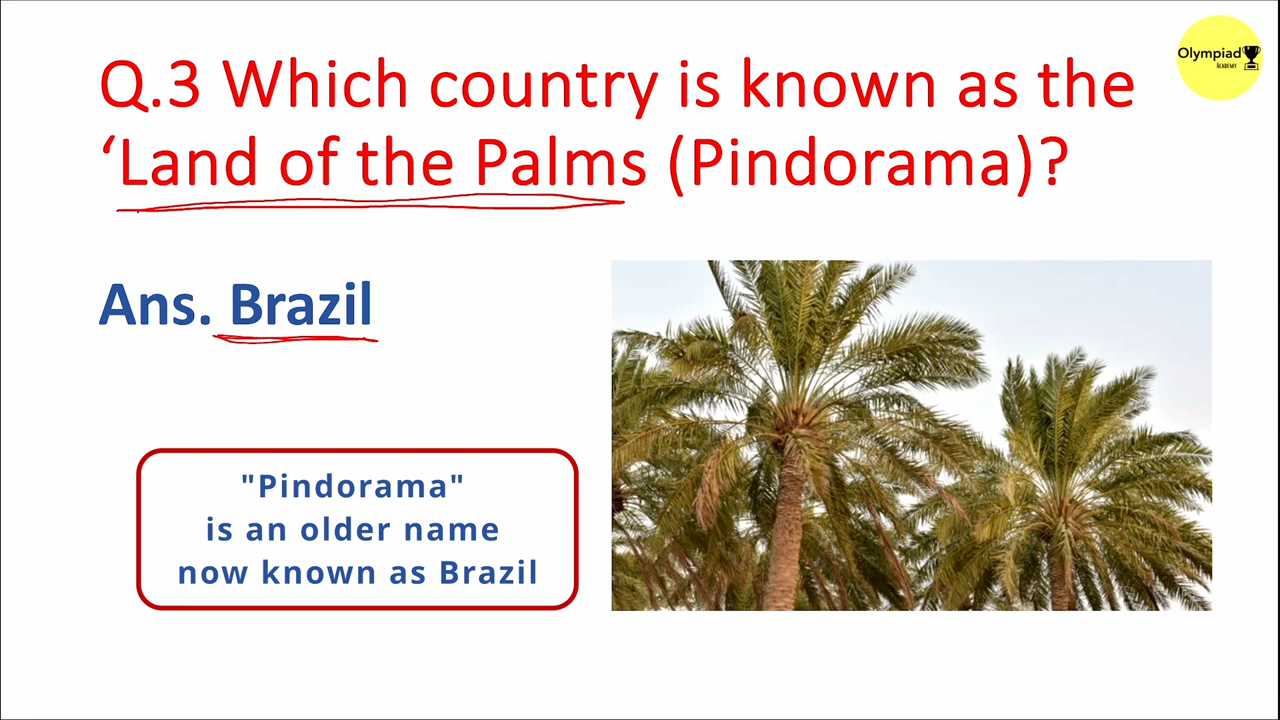 Olympiad
ACADEMY
Q.3 Which country is known as the
‘Land of the Palms (Pindorama)?
Ans. Brazil
"Pindorama"
is an older name
now known as Brazil